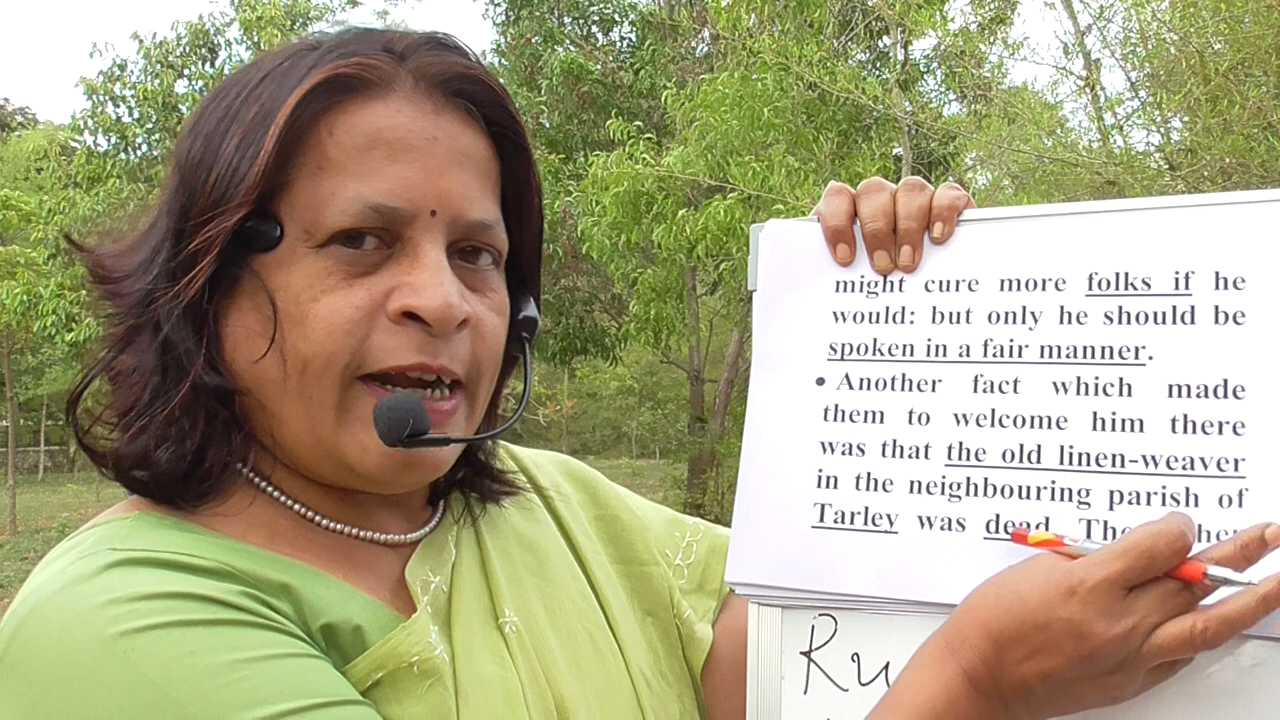 might cure more folks if he
would: but only he should be
spoken in a fair manner.
• Another fact which made
them to welcome him there
was that the old linen-weaver
in the neighbouring parish of
Tarley was dead.
Ru